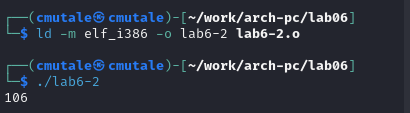 ┌──(cmutale㉿cmutale)-[~/work/arch-pc/lab06]
└─$ ld -m elf_i386 -o lab6-2 lab6-2.o
┌──(cmutale㉿cmutale)-[~/work/arch-pc/lab06]
└─$ ./lab6-2
106